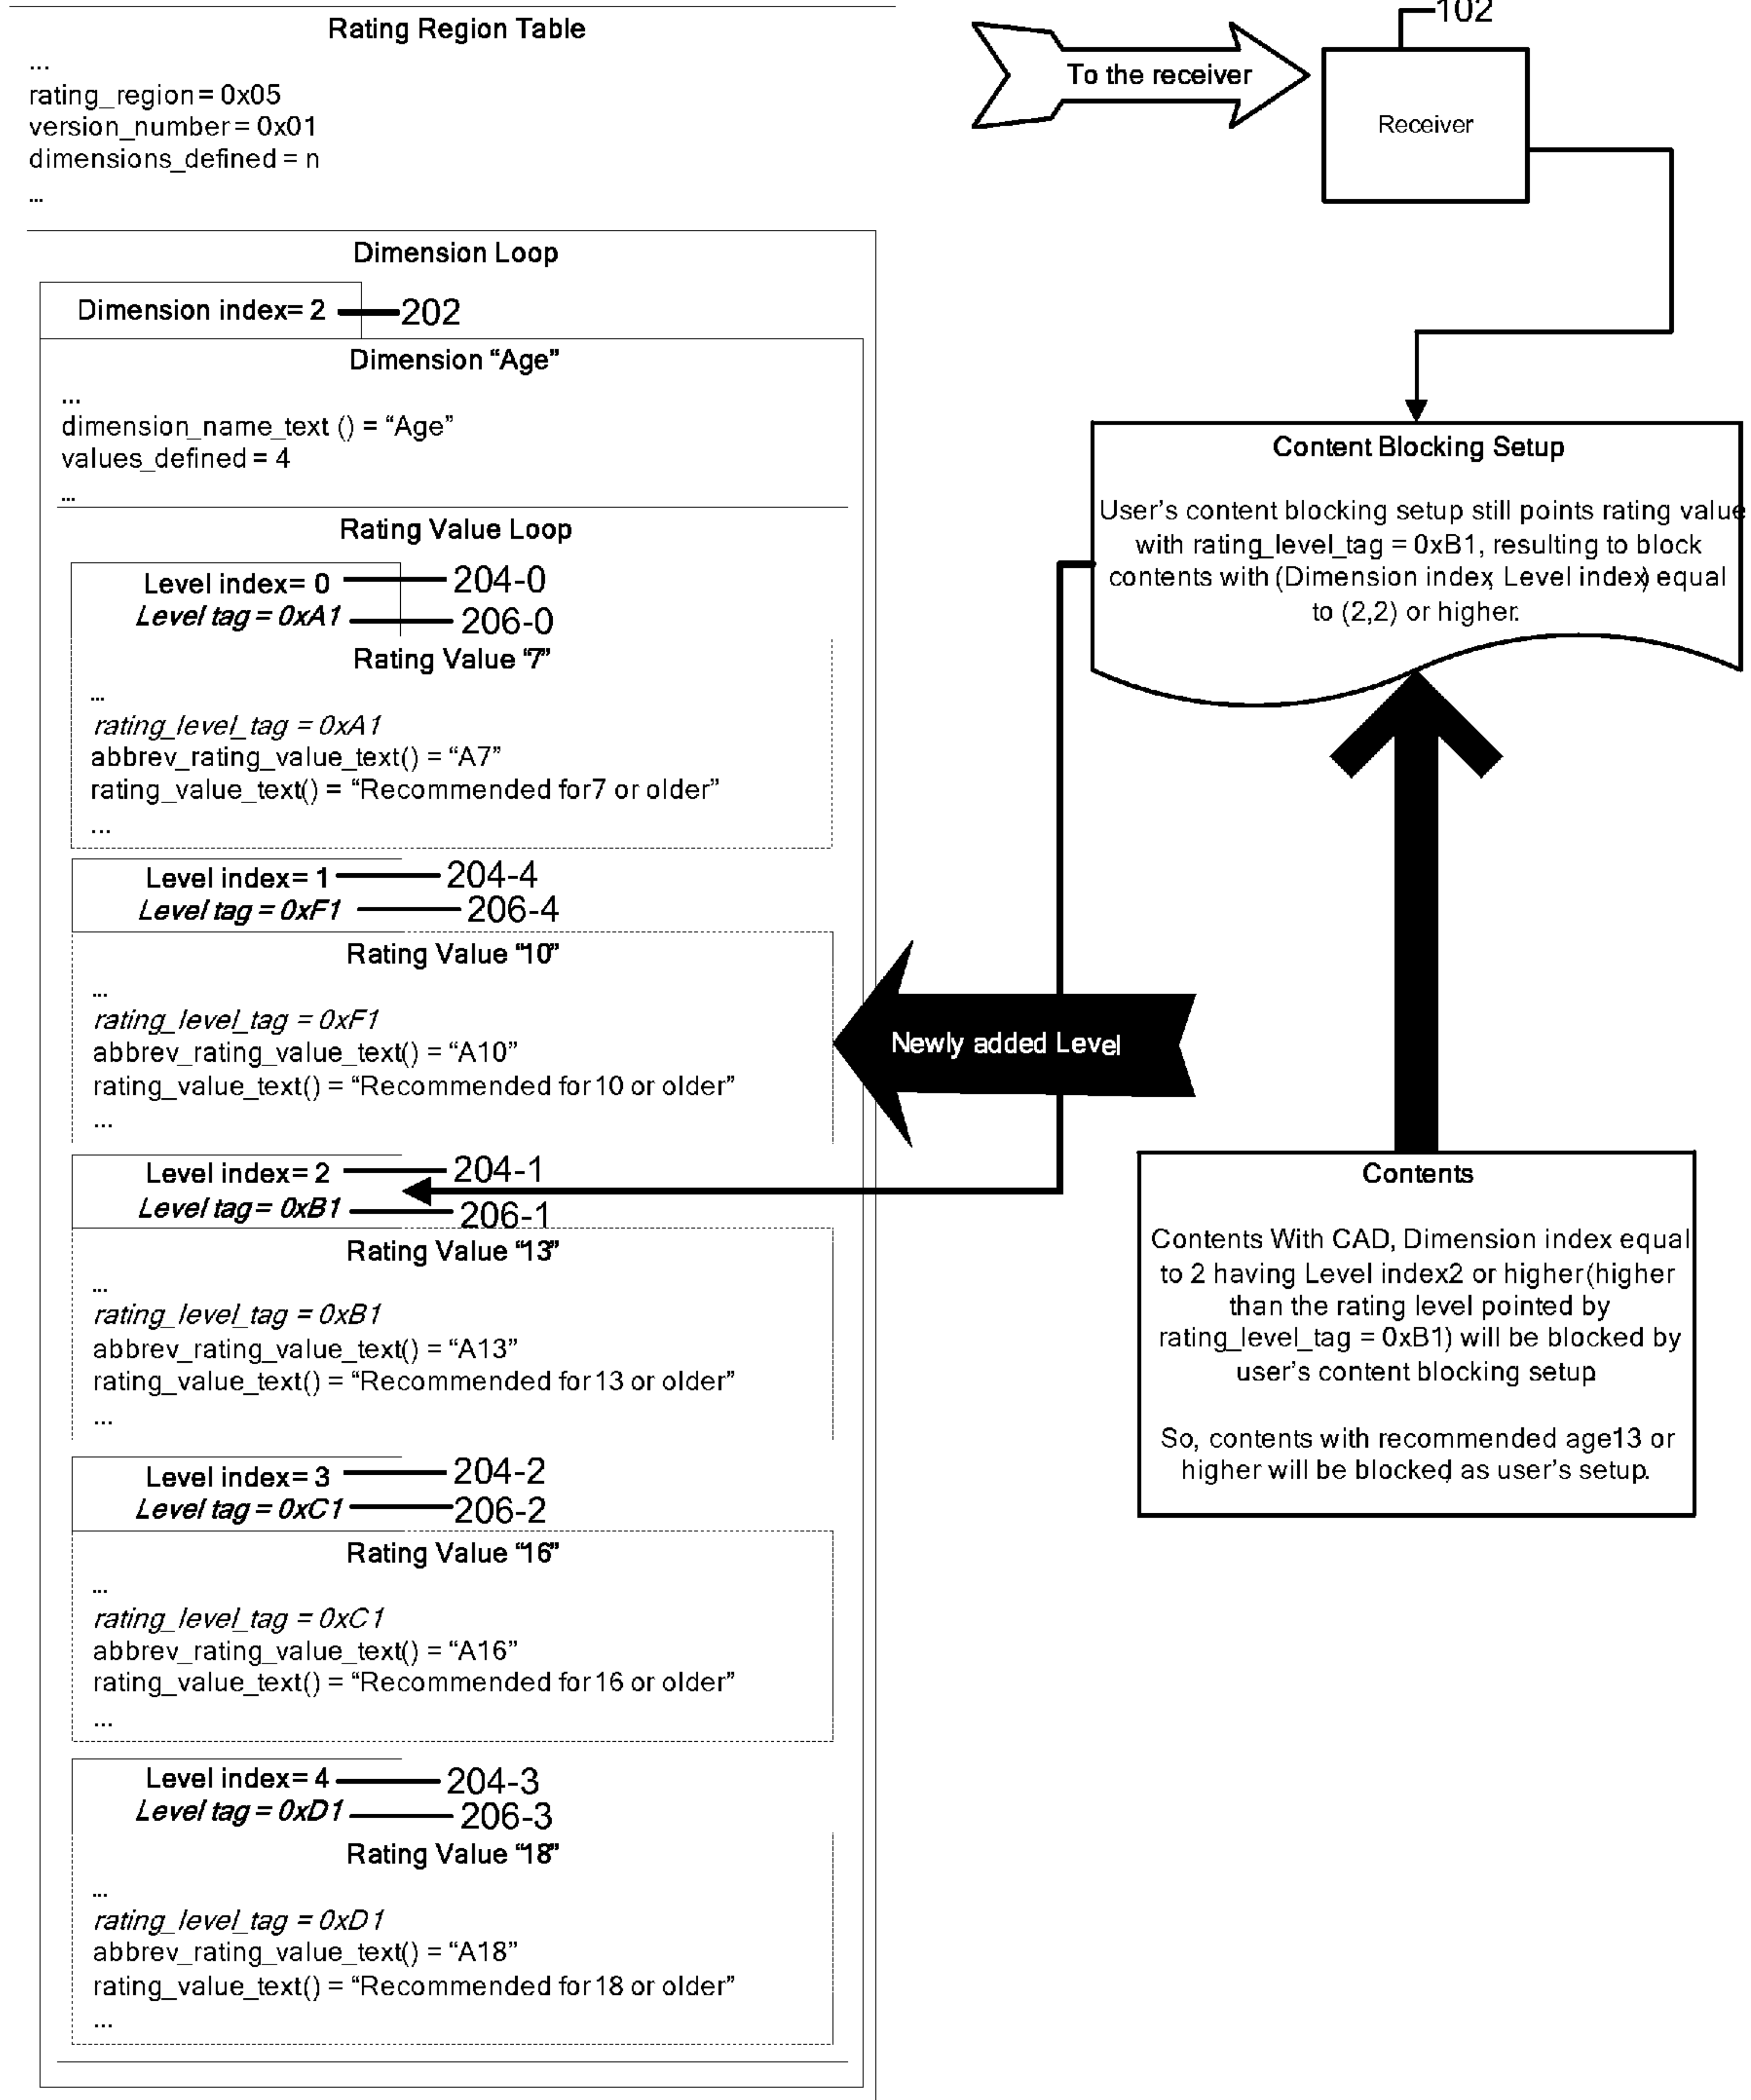 Rating Region Table
...
rating_region = 0x05
version_number = 0x01
dimensions_defined = n
...
Dimension Loop
Dimension index= 2
202
Dimension “Age”
...
dimension_name_text () = “Age”
values_defined = 4
...
Rating Value Loop
Level index= 0
204-0
Level tag = 0xA1
206-0
Rating Value “7”
...
rating_level_tag = 0xA1
abbrev_rating_value_text() = “A7”
rating_value_text() = “Recommended for 7 or older”
...
Level index= 1
204-4
Level tag = 0xF1
206-4
Rating Value “10”
...
rating_level_tag = 0xF1
abbrev_rating_value_text() = “A10”
rating_value_text() = “Recommended for 10 or older”
...
Level index= 2
204-1
Level tag = 0xB1
206-1
Rating Value “13”
...
rating_level_tag = 0xB1
abbrev_rating_value_text() = “A13”
rating_value_text() = “Recommended for 13 or older”
...
Level index= 3
204-2
Level tag = 0xC1
206-2
Rating Value “16”
...
rating_level_tag = 0xC1
abbrev_rating_value_text() = “A16”
rating_value_text() = “Recommended for 16 or older”
...
Level index= 4
204-3
Level tag = 0xD1
206-3
Rating Value “18”
...
rating_level_tag = 0xD1
abbrev_rating_value_text() = “A18”
rating_value_text() = “Recommended for 18 or older”
...
102
To the receiver
Receiver
Content Blocking Setup
User’s content blocking setup still points rating value
with rating_level_tag = 0xB1, resulting to block
contents with (Dimension index, Level index) equal
to (2,2) or higher.
Newly added Level
Contents
Contents With CAD, Dimension index equal
to 2 having Level index 2 or higher (higher
than the rating level pointed by
rating_level_tag = 0xB1) will be blocked by
user’s content blocking setup.
So, contents with recommended age 13 or
higher will be blocked, as user’s setup.